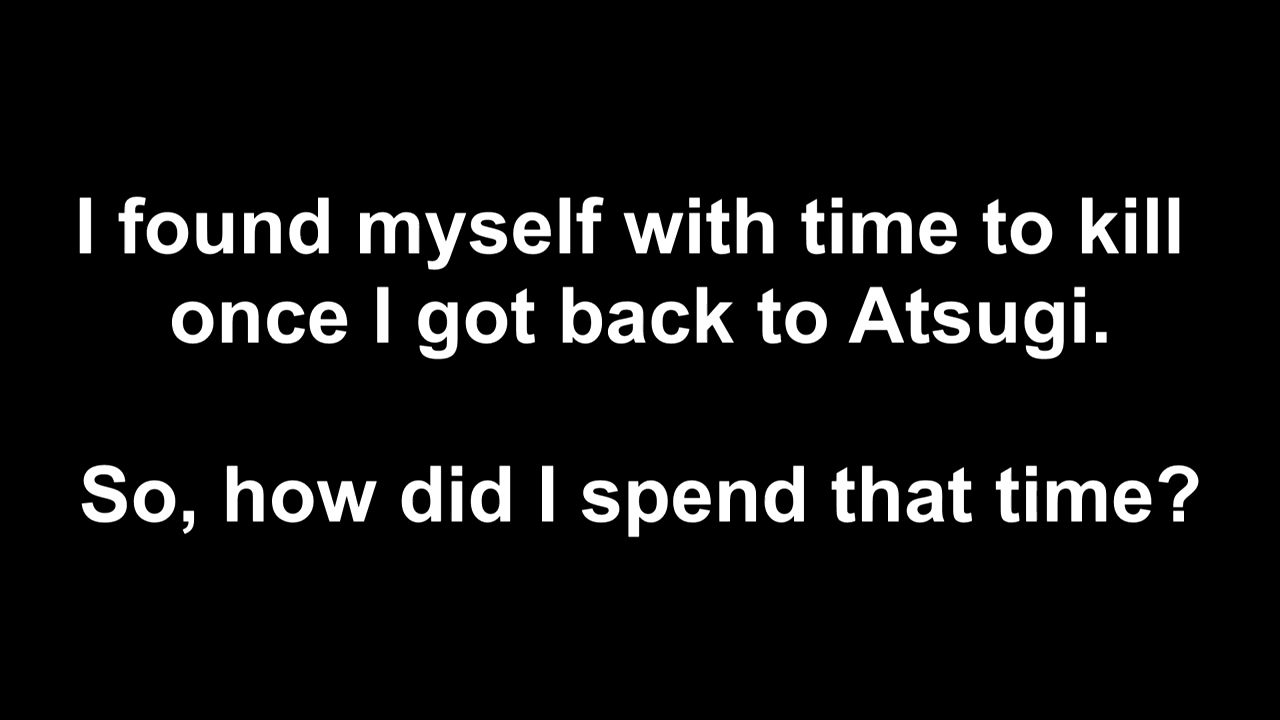 I found myself with time to kill
once I got back to Atsugi.
So, how did I spend that time?